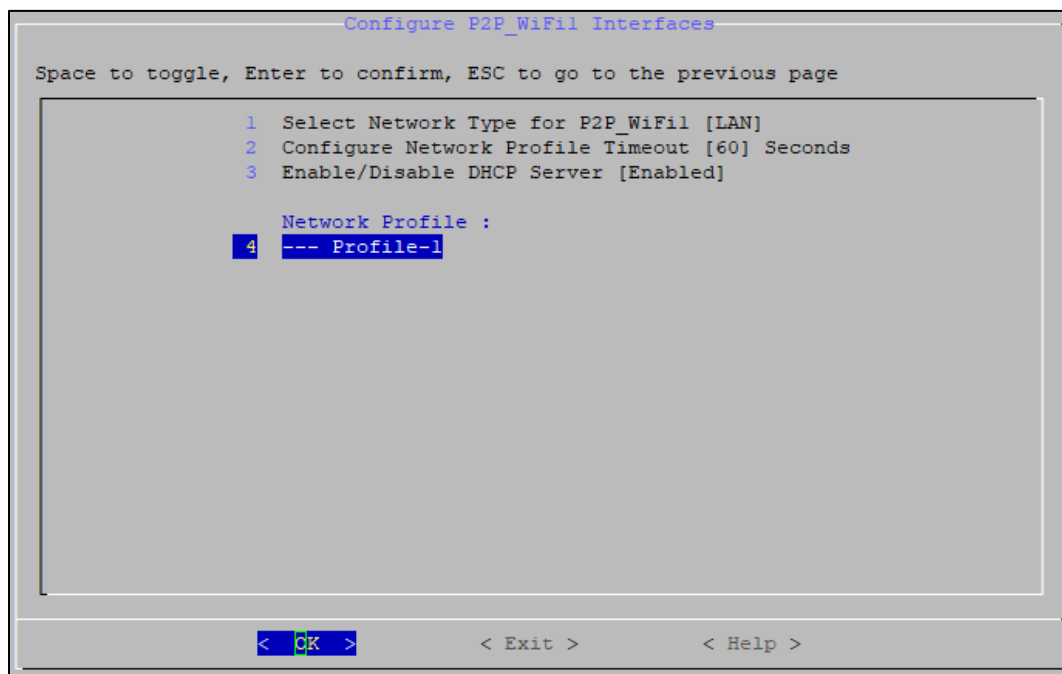 Configure P2P_WiFi1 Interfaces
Space to toggle, Enter to confirm, ESC to go to the previous page
1 Select Network Type for P2P_WiFi1 [LAN]
2 Configure Network Profile Timeout [60] Seconds
3 Enable/Disable DHCP Server [Enabled]
Network Profile :
4 --- Profile-1
< OK > < Exit > < Help >